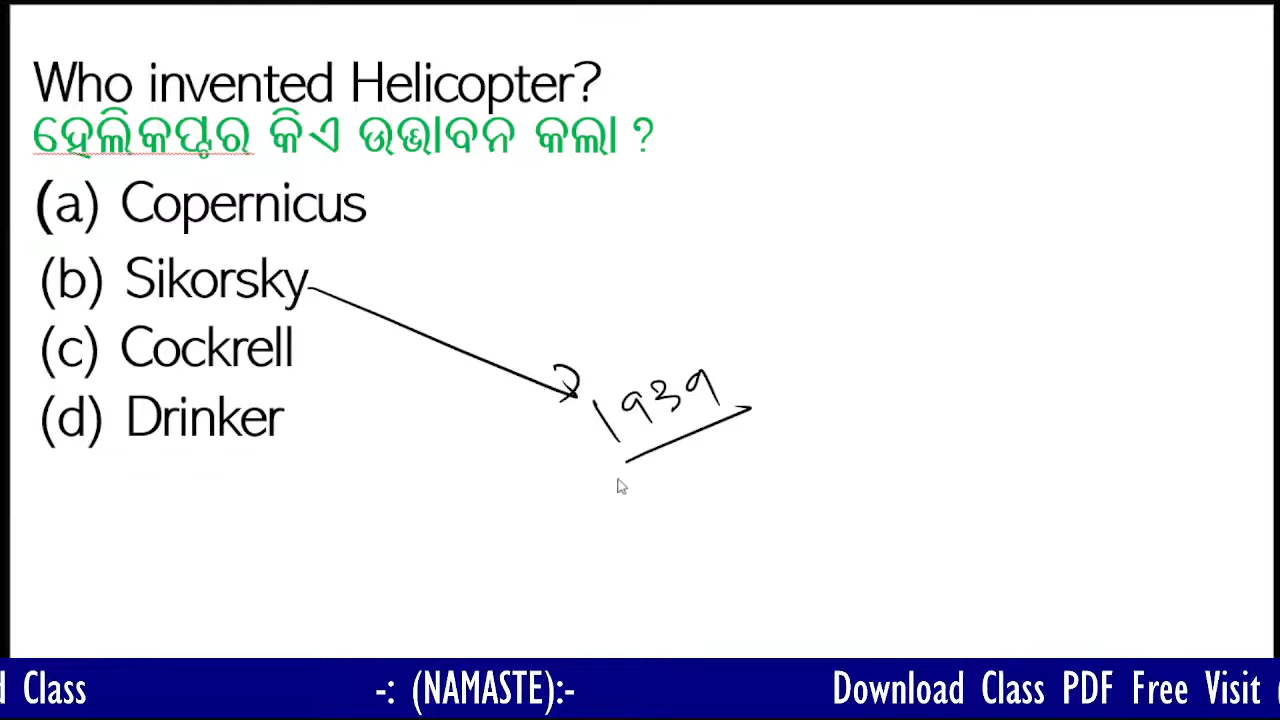 Who invented Helicopter?
ହେଲିକପ୍ଟର କିଏ ଉଦ୍ଭାବନ କଲା ?
(a) Copernicus
(b) Sikorsky
(c) Cockrell
(d) Drinker
1939
d Class -: (NAMASTE):- Download Class PDF Free Visit